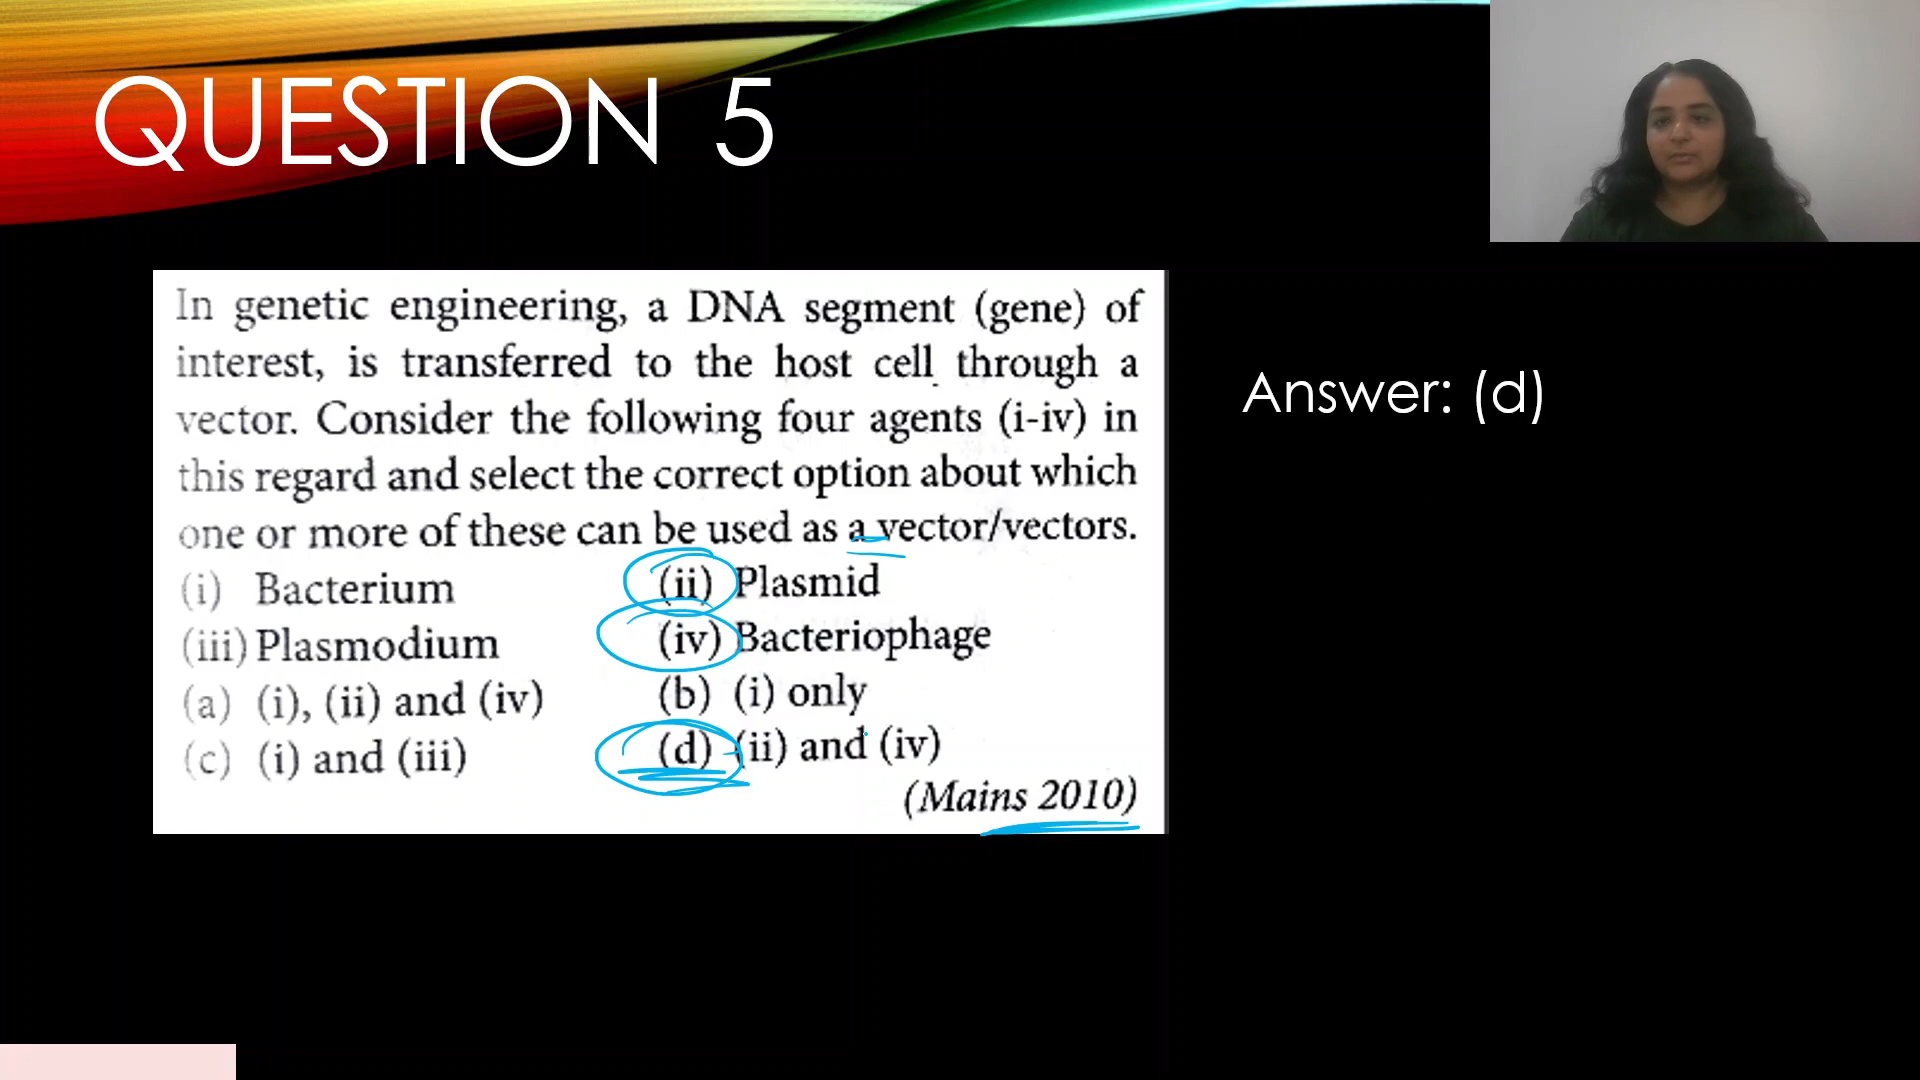 QUESTION 5
In genetic engineering, a DNA segment (gene) of
interest, is transferred to the host cell through a
vector. Consider the following four agents (i-iv) in
this regard and select the correct option about which
one or more of these can be used as a vector/vectors.
(i) Bacterium (ii) Plasmid
(iii) Plasmodium (iv) Bacteriophage
(a) (i), (ii) and (iv) (b) (i) only
(c) (i) and (iii) (d) (ii) and (iv)
(Mains 2010)
Answer: (d)